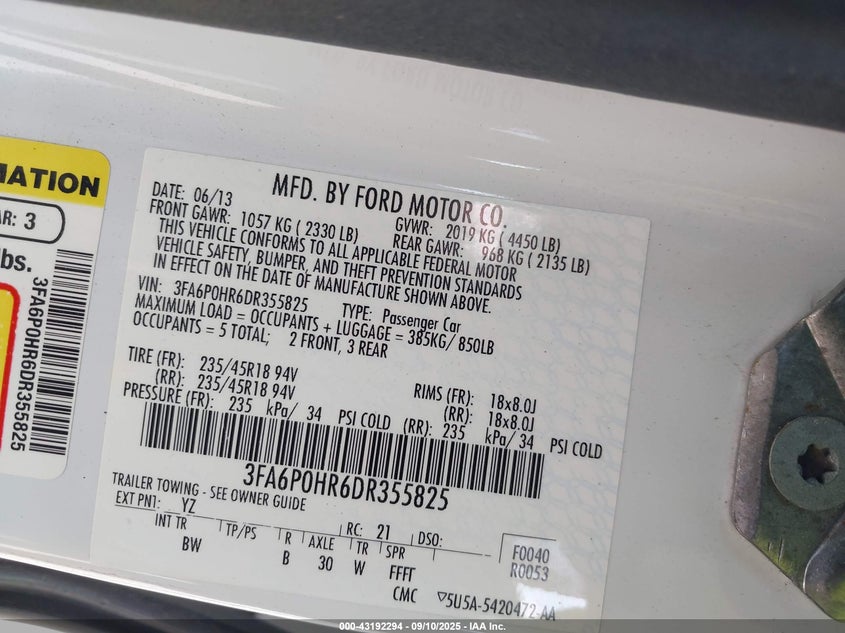 MATION
AR: 3
lbs.
3FA6P0HR6DR355825
MFD. BY FORD MOTOR CO.
DATE: 06/13
GVWR: 2019 KG ( 4450 LB)
FRONT GAWR: 1057 KG ( 2330 LB)
REAR GAWR: 968 KG ( 2135 LB)
THIS VEHICLE CONFORMS TO ALL APPLICABLE FEDERAL MOTOR
VEHICLE SAFETY, BUMPER, AND THEFT PREVENTION STANDARDS
IN EFFECT ON THE DATE OF MANUFACTURE SHOWN ABOVE.
VIN: 3FA6P0HR6DR355825 TYPE: Passenger Car
MAXIMUM LOAD = OCCUPANTS + LUGGAGE = 385KG/ 850LB
OCCUPANTS = 5 TOTAL; 2 FRONT, 3 REAR
TIRE (FR): 235/45R18 94V RIMS (FR): 18x8.0J
(RR): 235/45R18 94V (RR): 18x8.0J
PRESSURE (FR): 235 kPa/ 34 PSI COLD (RR): 235 kPa/ 34 PSI COLD
3FA6P0HR6DR355825
TRAILER TOWING - SEE OWNER GUIDE
EXT PNT: YZ RC: 21 DSO:
INT TR TP/PS R AXLE TR SPR
BW B 30 W FFFF
F0040
R0053
CMC ▽5U5A-5420472-AA
000-43192294 - 09/10/2025 - IAA Inc.